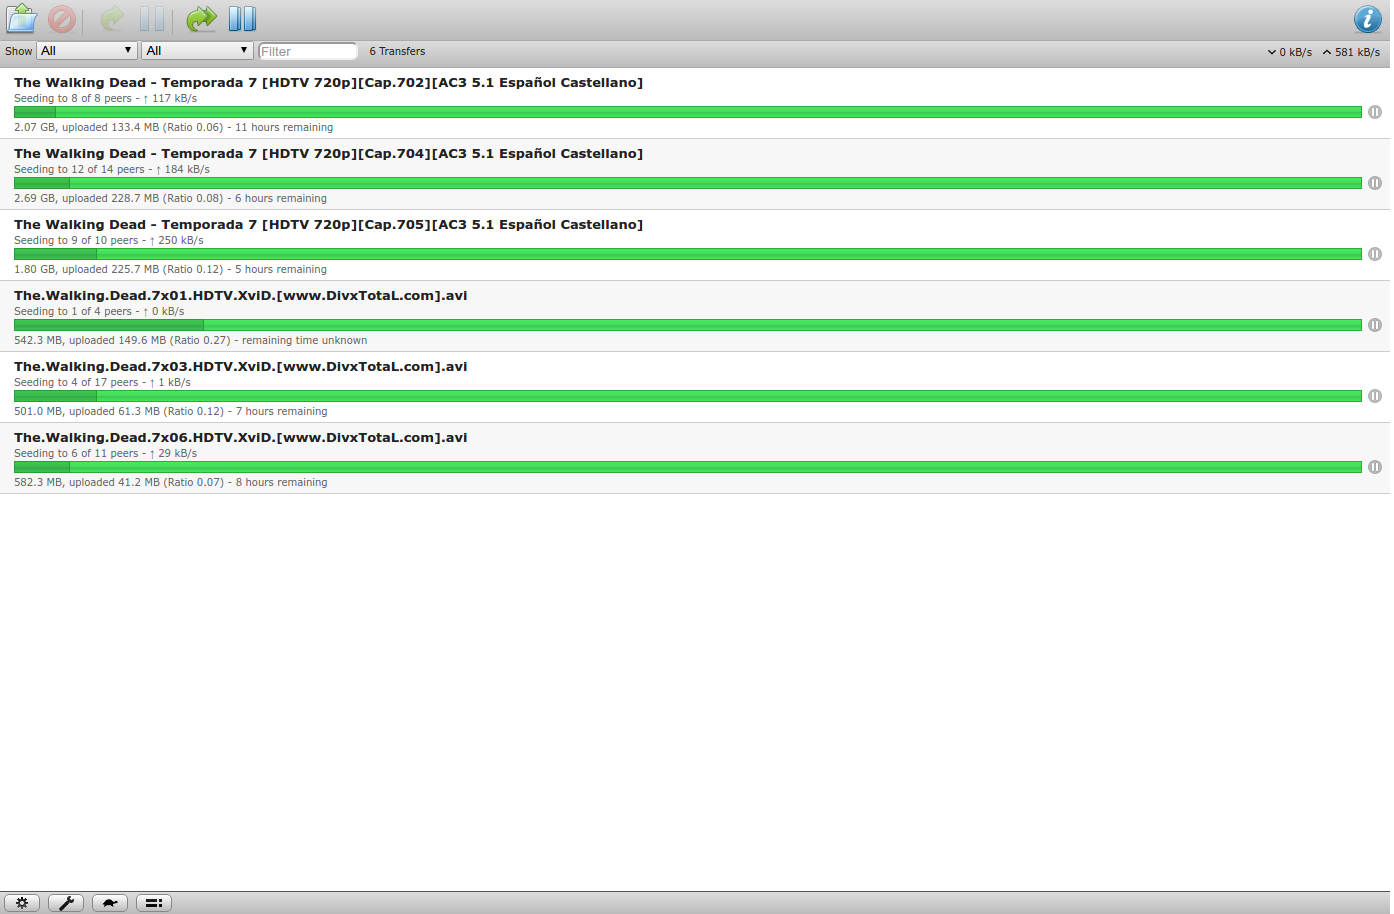 Show All All Filter 6 Transfers 0 kB/s 581 kB/s
The Walking Dead - Temporada 7 [HDTV 720p][Cap.702][AC3 5.1 Español Castellano]
Seeding to 8 of 8 peers - ↑ 117 kB/s
2.07 GB, uploaded 133.4 MB (Ratio 0.06) - 11 hours remaining
The Walking Dead - Temporada 7 [HDTV 720p][Cap.704][AC3 5.1 Español Castellano]
Seeding to 12 of 14 peers - ↑ 184 kB/s
2.69 GB, uploaded 228.7 MB (Ratio 0.08) - 6 hours remaining
The Walking Dead - Temporada 7 [HDTV 720p][Cap.705][AC3 5.1 Español Castellano]
Seeding to 9 of 10 peers - ↑ 250 kB/s
1.80 GB, uploaded 225.7 MB (Ratio 0.12) - 5 hours remaining
The.Walking.Dead.7x01.HDTV.XviD.[www.DivxTotaL.com].avi
Seeding to 1 of 4 peers - ↑ 0 kB/s
542.3 MB, uploaded 149.6 MB (Ratio 0.27) - remaining time unknown
The.Walking.Dead.7x03.HDTV.XviD.[www.DivxTotaL.com].avi
Seeding to 4 of 17 peers - ↑ 1 kB/s
501.0 MB, uploaded 61.3 MB (Ratio 0.12) - 7 hours remaining
The.Walking.Dead.7x06.HDTV.XviD.[www.DivxTotaL.com].avi
Seeding to 6 of 11 peers - ↑ 29 kB/s
582.3 MB, uploaded 41.2 MB (Ratio 0.07) - 8 hours remaining